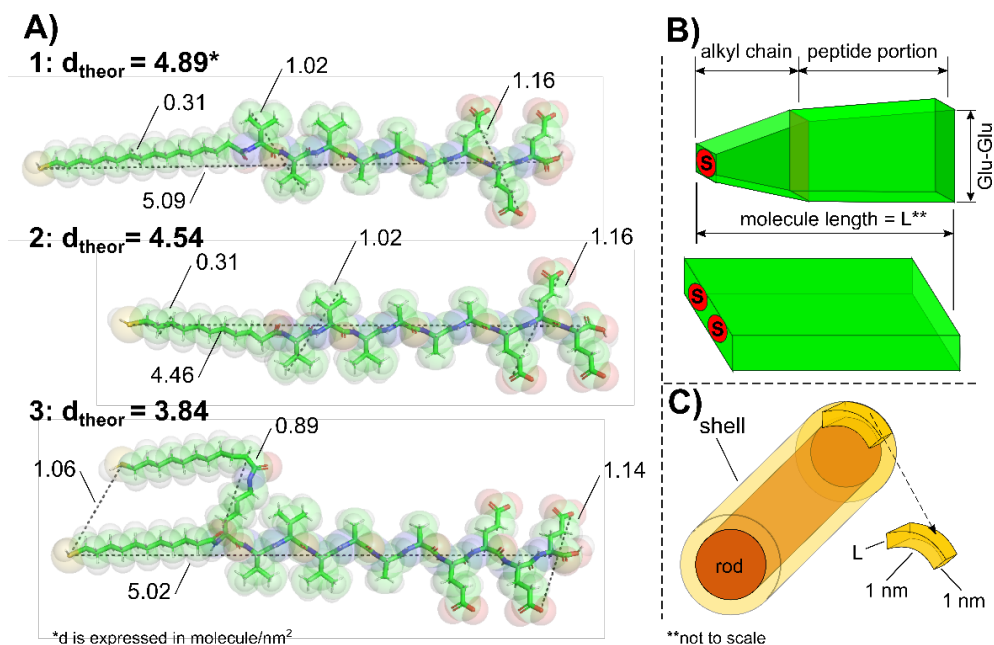 A)
1: dtheor = 4.89*
1.02
1.16
0.31
5.09
2: dtheor = 4.54
1.02
1.16
0.31
4.46
3: dtheor = 3.84
0.89
1.06
1.14
5.02
*d is expressed in molecule/nm²
B)
alkyl chain
peptide portion
S
Glu-Glu
molecule length = L**
S
S
C)
shell
rod
L
1 nm
1 nm
**not to scale